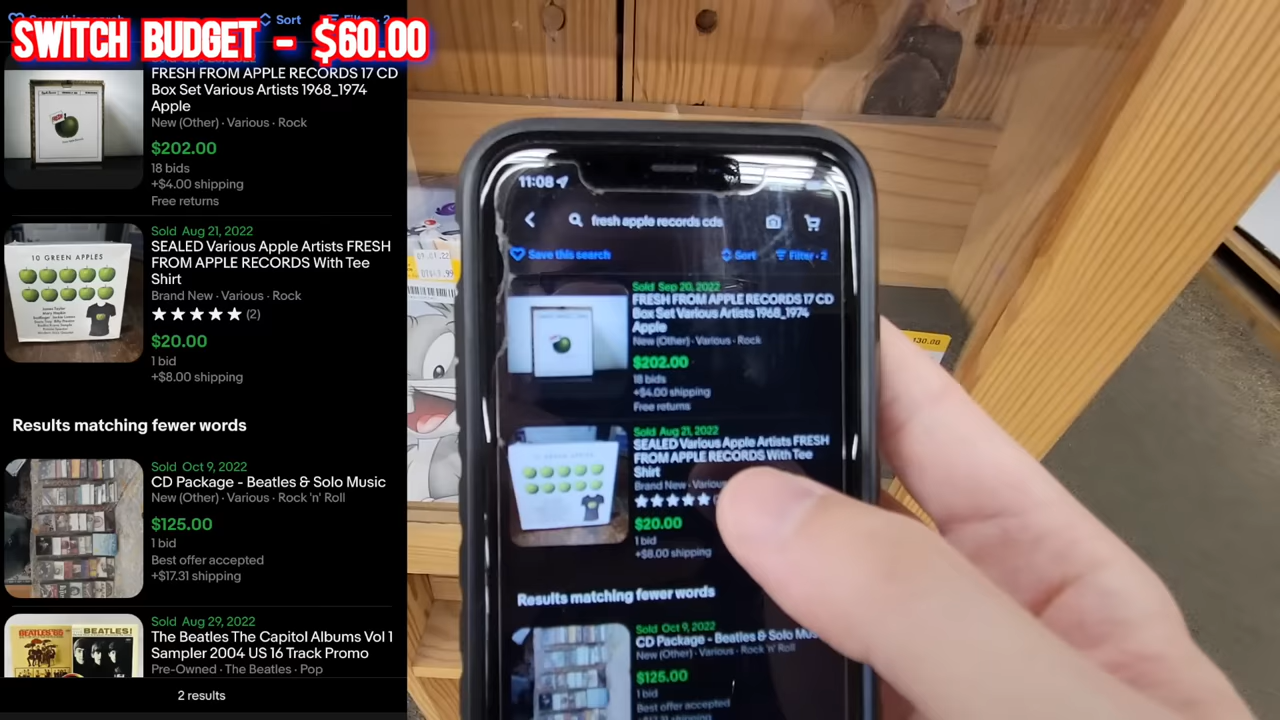 SWITCH BUDGET - $60.00
Save this search
Sort
Filter · 2
FRESH FROM APPLE RECORDS 17 CD
Box Set Various Artists 1968_1974
Apple
New (Other) · Various · Rock
$202.00
18 bids
+$4.00 shipping
Free returns
Sold Aug 21, 2022
SEALED Various Apple Artists FRESH
FROM APPLE RECORDS With Tee
Shirt
Brand New · Various · Rock
(2)
$20.00
1 bid
+$8.00 shipping
10 GREEN APPLES
Results matching fewer words
Sold Oct 9, 2022
CD Package - Beatles & Solo Music
New (Other) · Various · Rock 'n' Roll
$125.00
1 bid
Best offer accepted
+$17.31 shipping
Sold Aug 29, 2022
The Beatles The Capitol Albums Vol 1
Sampler 2004 US 16 Track Promo
Pre-Owned · The Beatles · Pop
BEATLES!
2 results
11:08
fresh apple records cds
Save this search
Sort
Filter · 2
Sold Sep 20, 2022
FRESH FROM APPLE RECORDS 17 CD
Box Set Various Artists 1968_1974
Apple
New (Other) · Various · Rock
$202.00
18 bids
+$4.00 shipping
Free returns
Sold Aug 21, 2022
SEALED Various Apple Artists FRESH
FROM APPLE RECORDS With Tee
Shirt
Brand New · Various
$20.00
1 bid
+$8.00 shipping
Results matching fewer words
Sold Oct 9, 2022
CD Package - Beatles & Solo
New (Other) · Various · Rock 'n' Roll
$125.00
1 bid
Best offer accepted